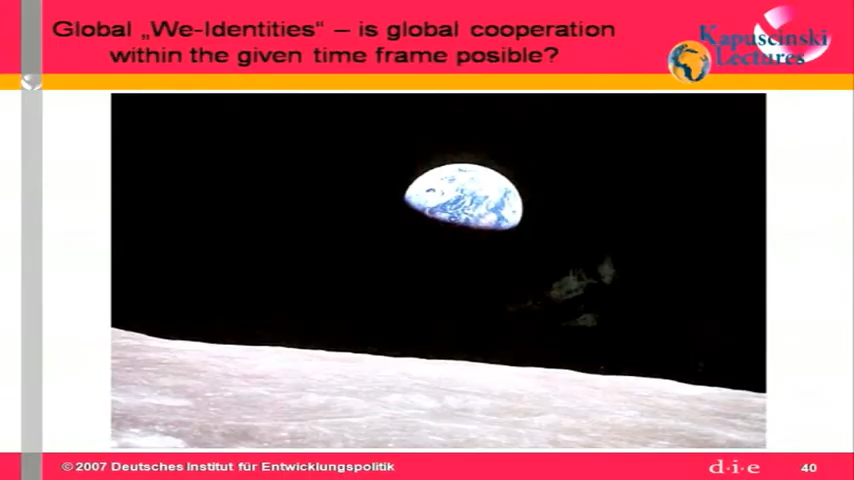 Global „We-Identities“ – is global cooperation
within the given time frame posible?
Kapuscinski
Lectures
© 2007 Deutsches Institut für Entwicklungspolitik
d·i·e
40